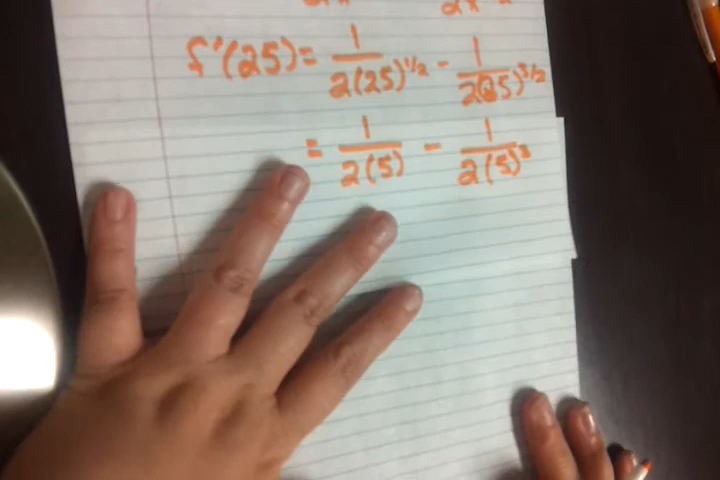 f'(25) = 1/2(25)^1/2 - 1/2(25)^3/2
= 1/2(5) - 1/2(5)^3